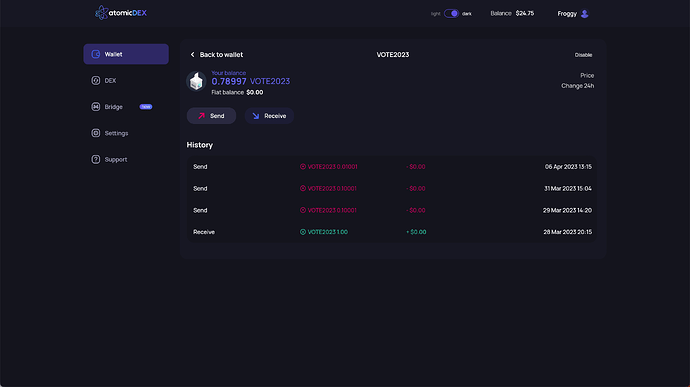 atomicDEX
light dark Balance $24.75 Froggy
Wallet
DEX
Bridge new
Settings
Support
Back to wallet VOTE2023 Disable
Your balance
0.78997 VOTE2023
Fiat balance $0.00
Price
Change 24h
Send Receive
History
Send VOTE2023 0.01001 - $0.00 06 Apr 2023 13:15
Send VOTE2023 0.10001 - $0.00 31 Mar 2023 15:04
Send VOTE2023 0.10001 - $0.00 29 Mar 2023 14:20
Receive VOTE2023 1.00 + $0.00 28 Mar 2023 20:15